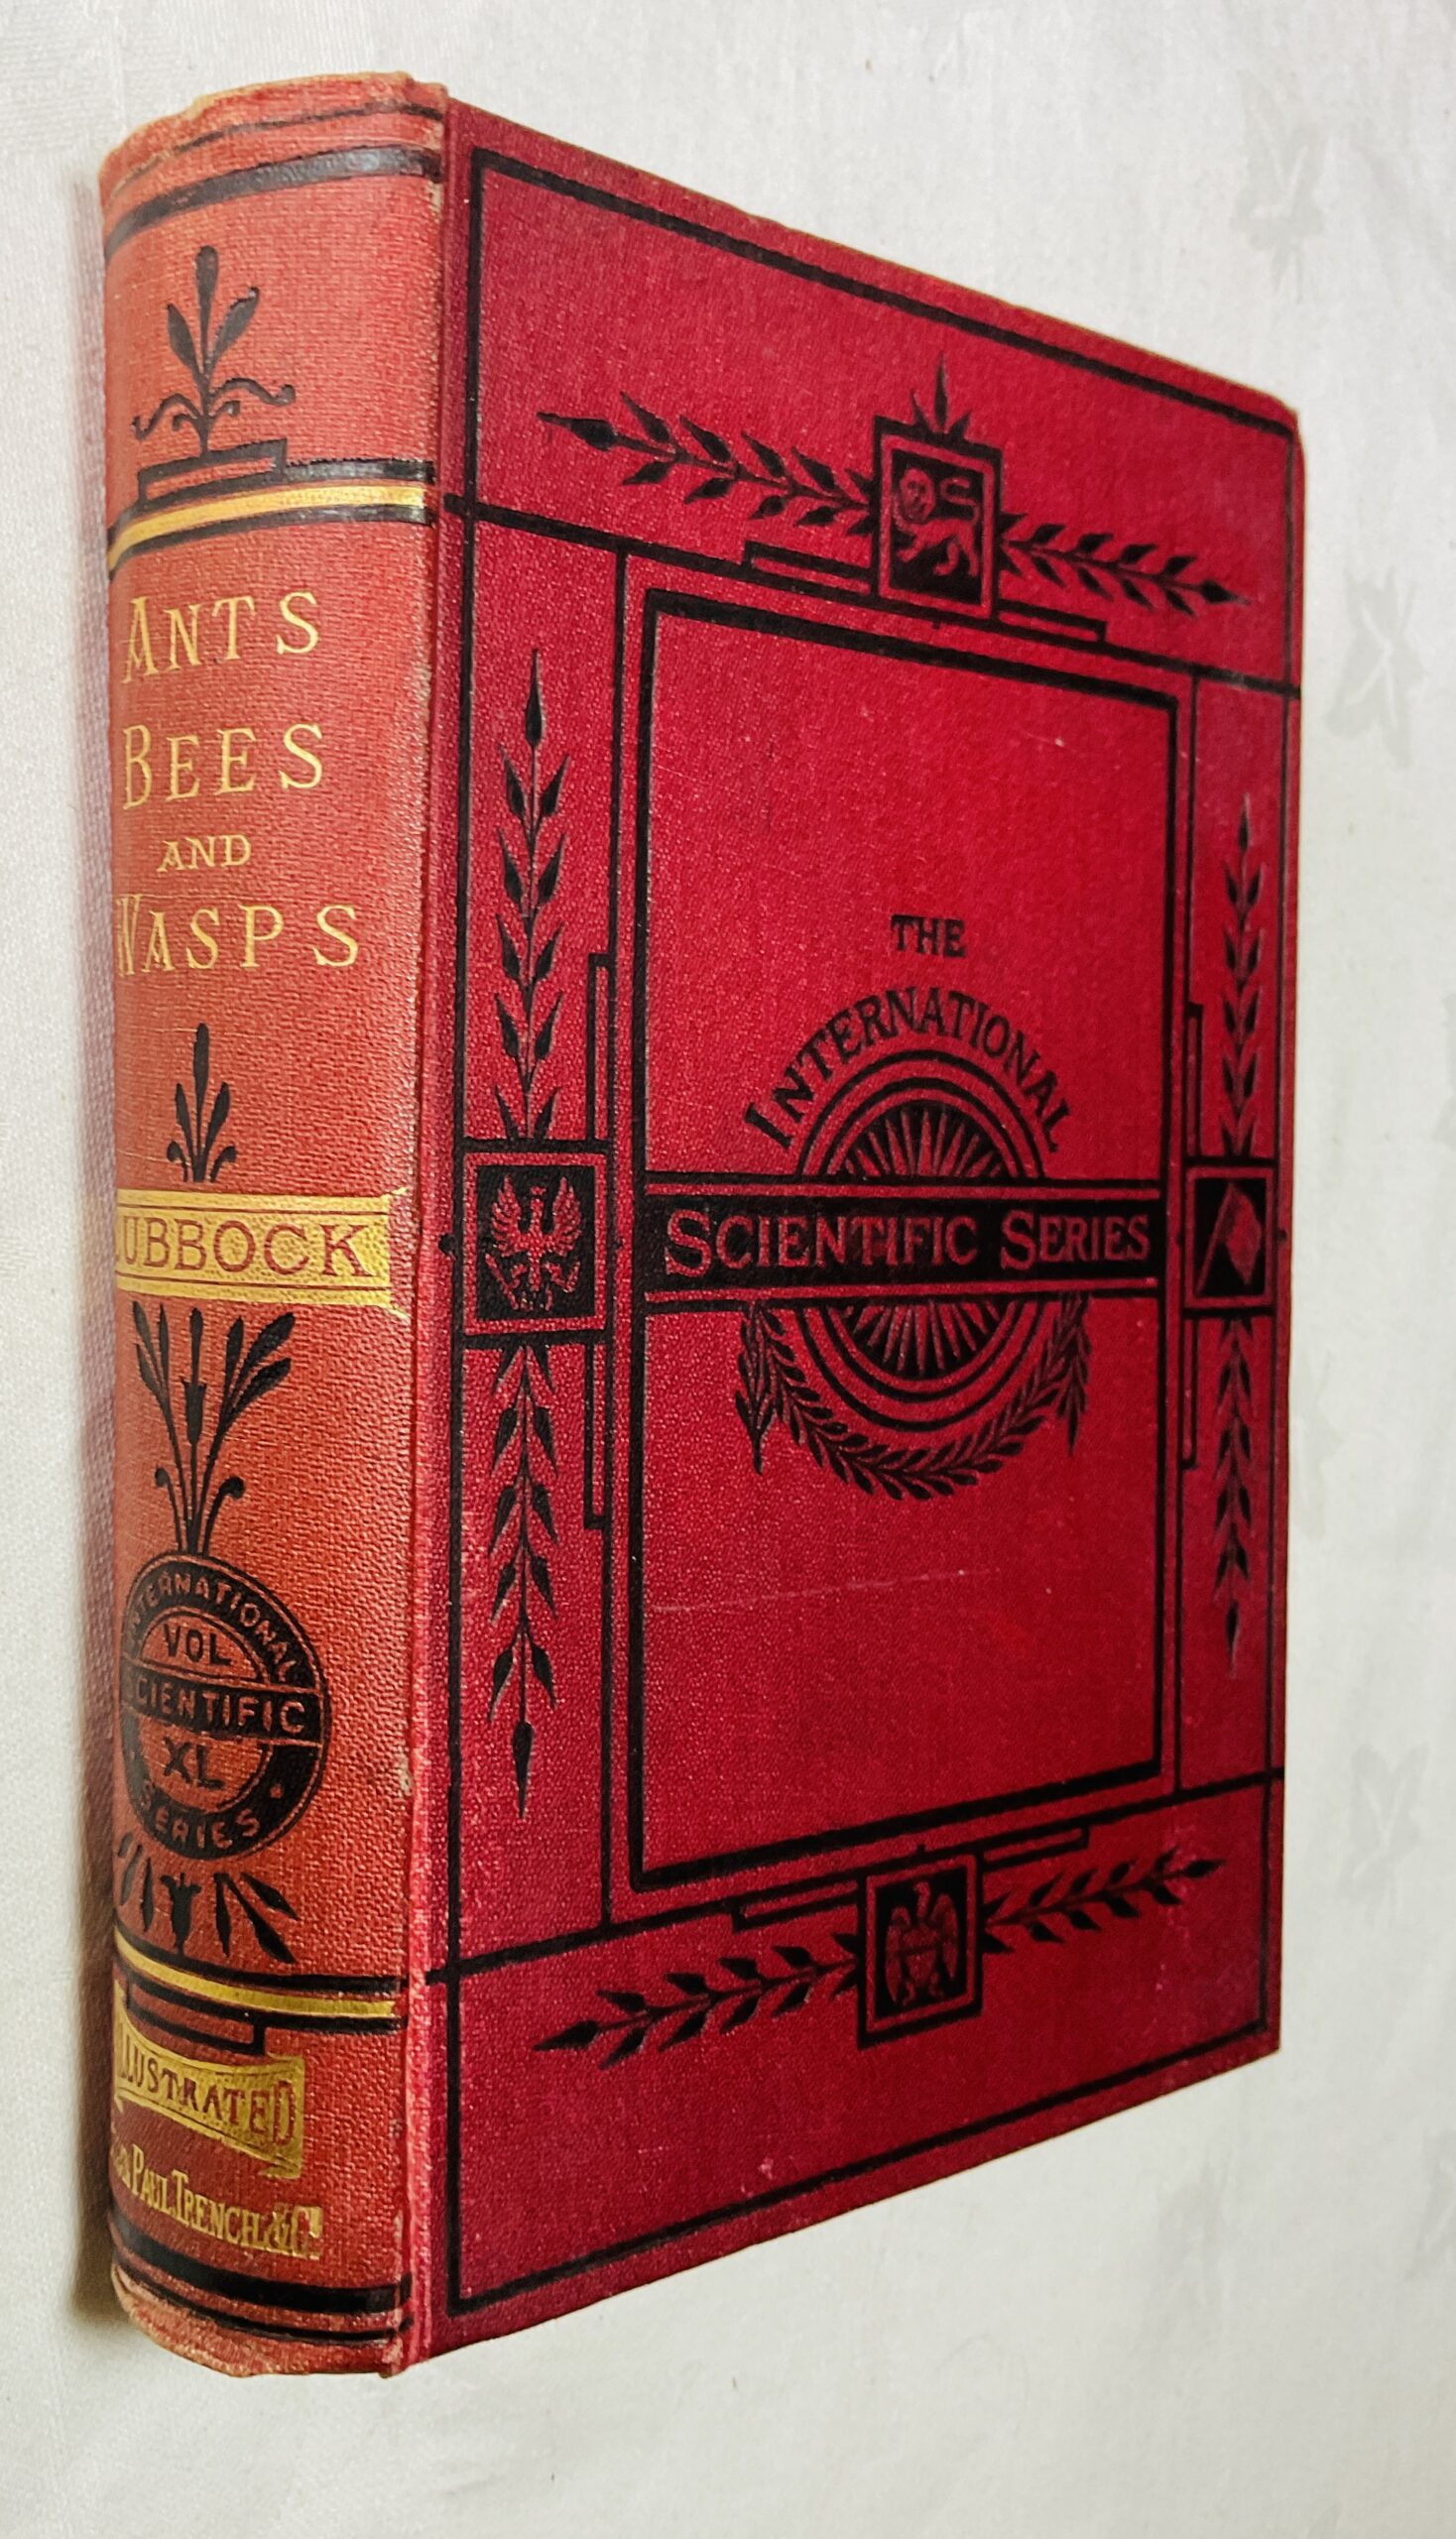 ANTS
BEES
AND
WASPS
LUBBOCK
INTERNATIONAL
VOL
SCIENTIFIC
XL
SERIES
ILLUSTRATED
PAUL, TRENCH & Co
THE
INTERNATIONAL
SCIENTIFIC SERIES